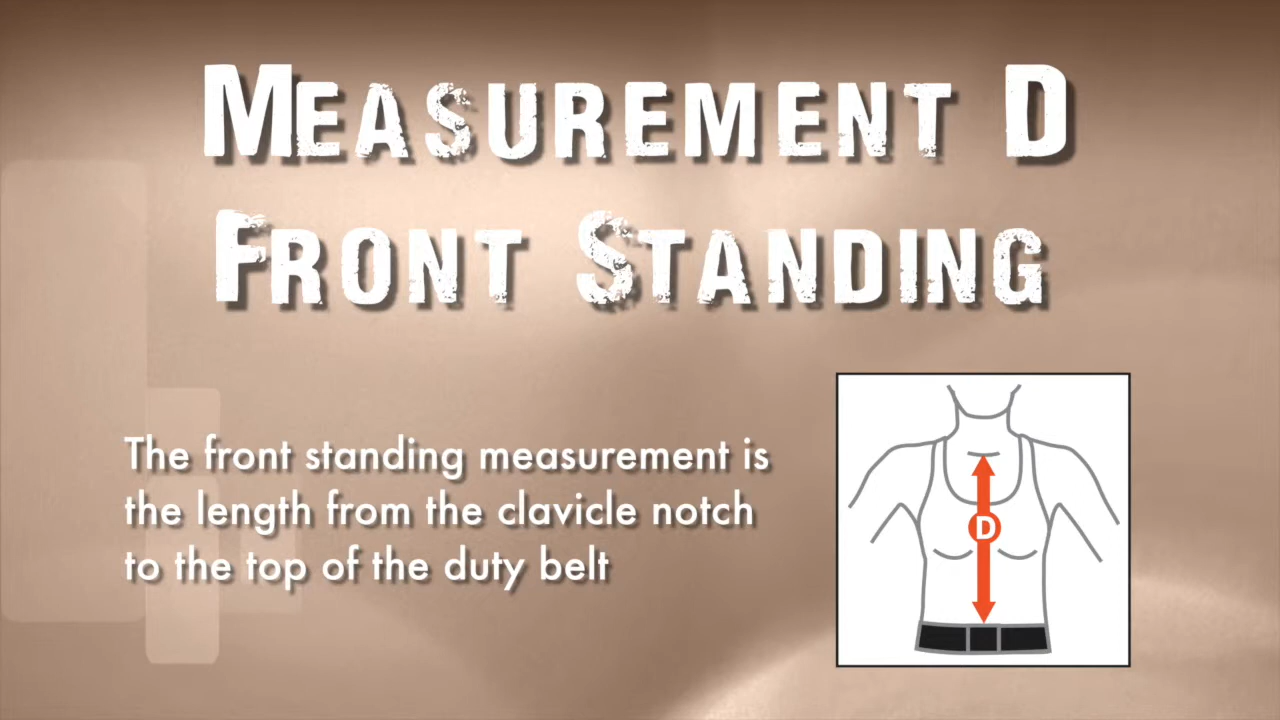 MEASUREMENT D
FRONT STANDING
The front standing measurement is
the length from the clavicle notch
to the top of the duty belt
D